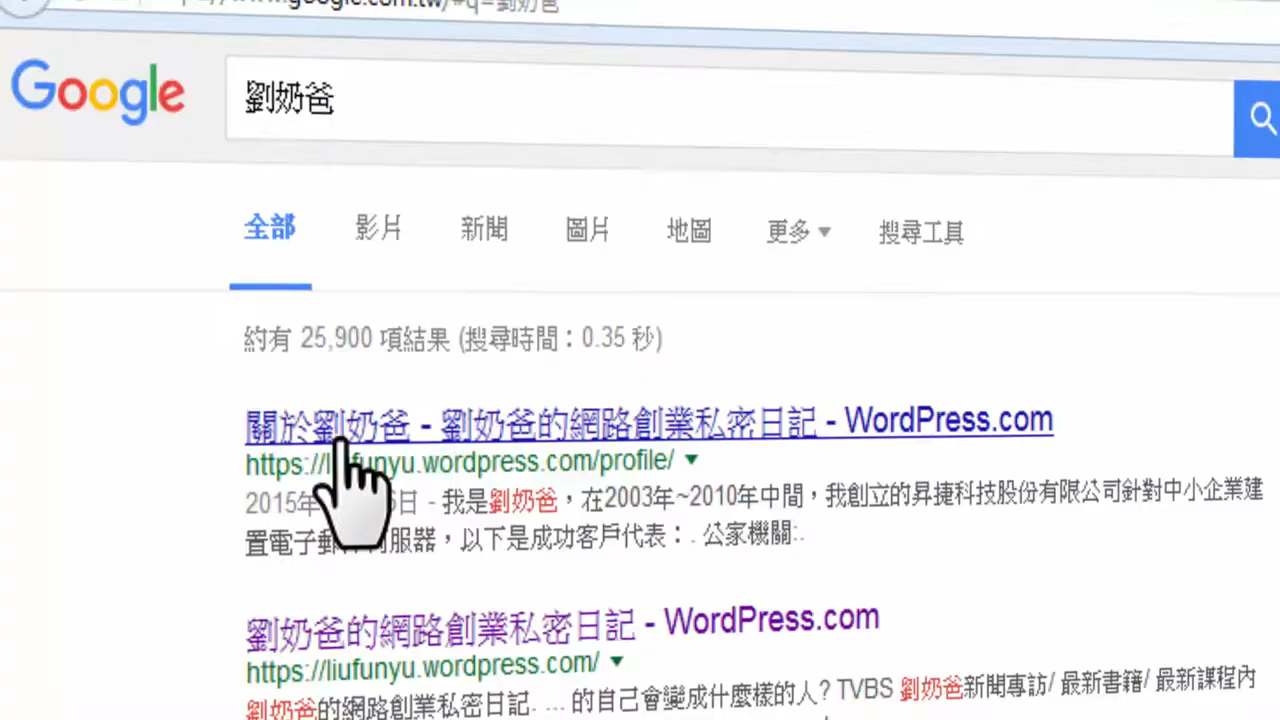 google.com.tw/#q=劉奶爸
Google
劉奶爸
全部 影片 新聞 圖片 地圖 更多 搜尋工具
約有 25,900 項結果 (搜尋時間：0.35 秒)
關於劉奶爸 - 劉奶爸的網路創業私密日記 - WordPress.com
https://liufunyu.wordpress.com/profile/
2015年 日 - 我是劉奶爸，在2003年~2010年中間，我創立的昇捷科技股份有限公司針對中小企業建
置電子郵 伺服器，以下是成功客戶代表：. 公家機關:.
劉奶爸的網路創業私密日記 - WordPress.com
https://liufunyu.wordpress.com/
劉奶爸的網路創業私密日記. ... 的自己會變成什麼樣的人? TVBS 劉奶爸新聞專訪/ 最新書籍/ 最新課程內